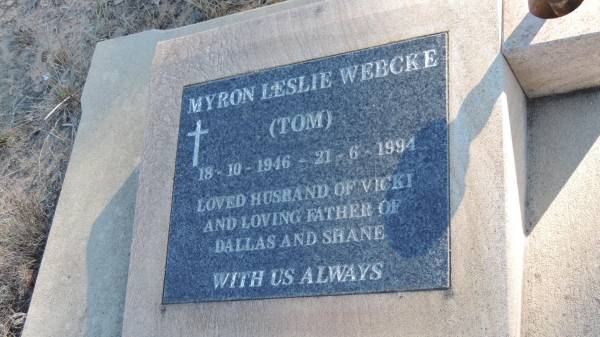 MYRON LESLIE WEBCKE
(TOM)
18 - 10 - 1946 - 21 - 6 - 1994
LOVED HUSBAND OF VICKI
AND LOVING FATHER OF
DALLAS AND SHANE
WITH US ALWAYS